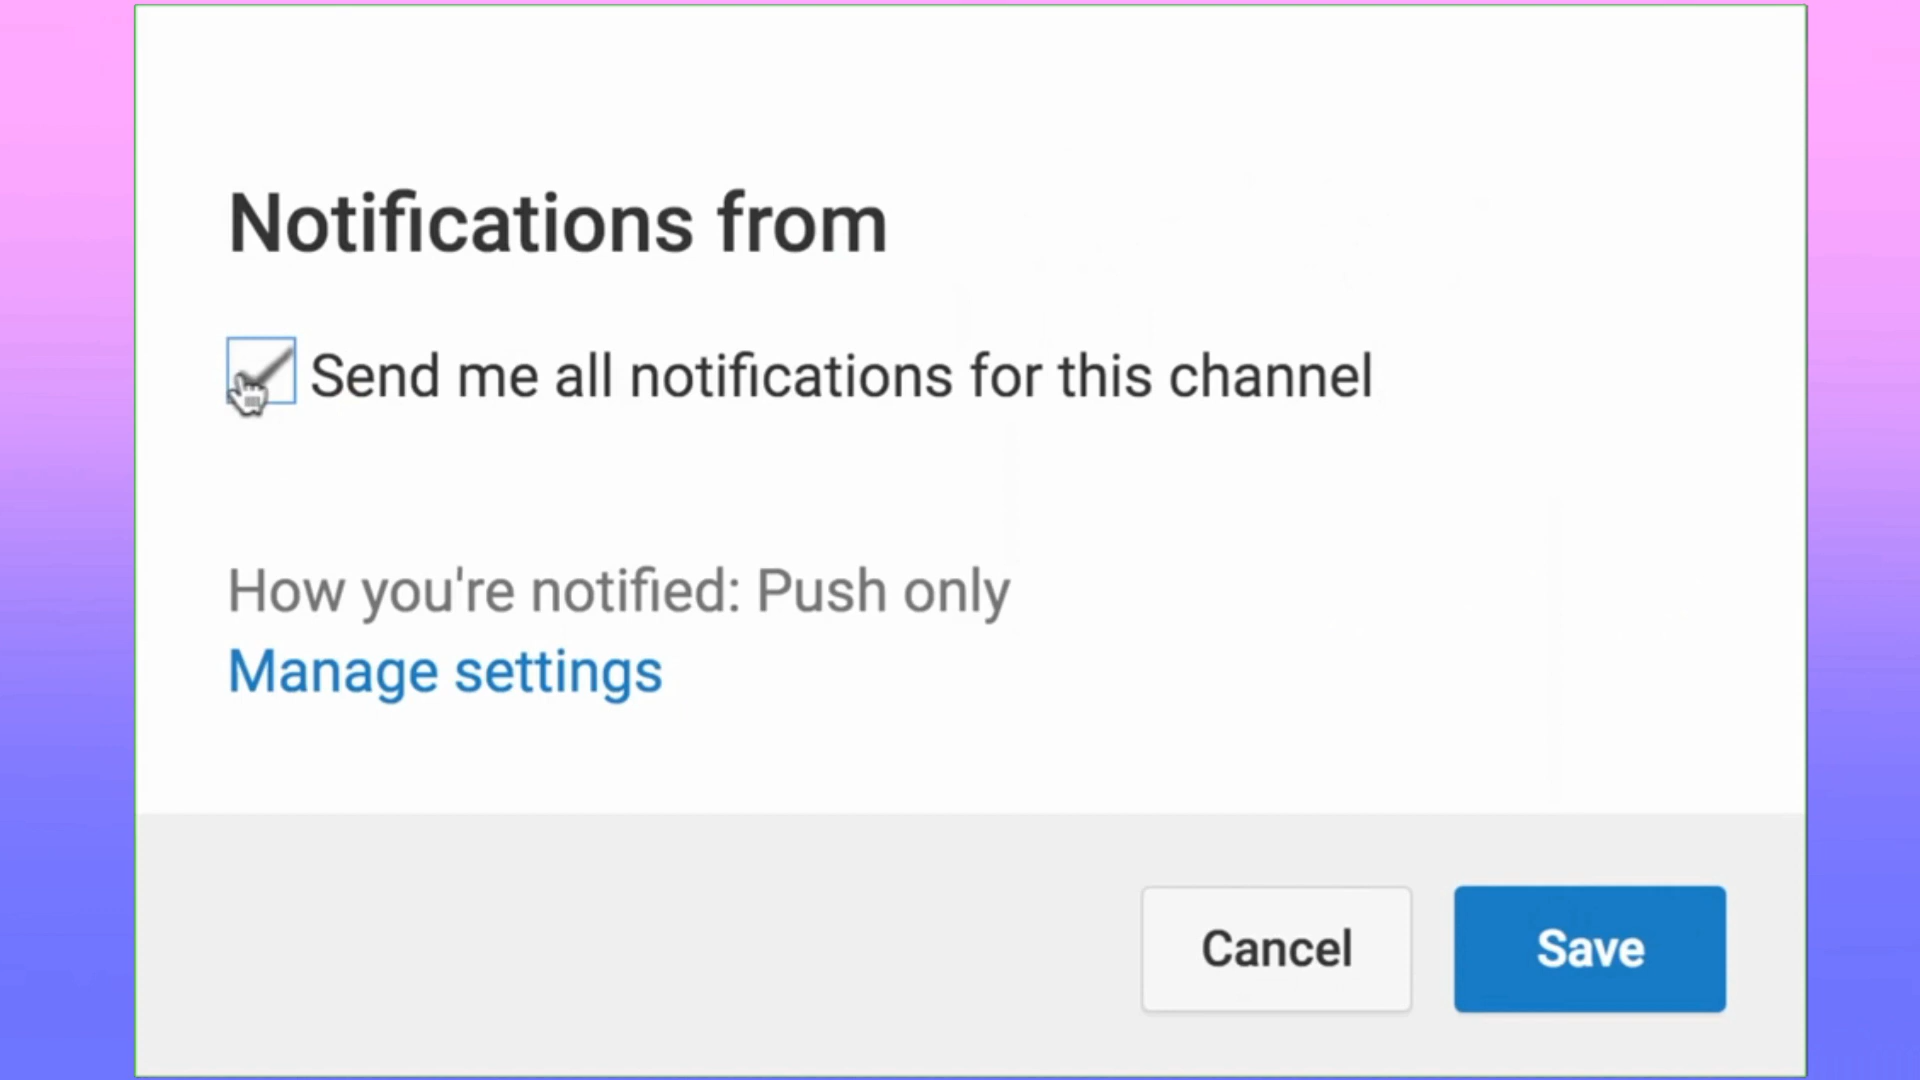 Notifications from
Send me all notifications for this channel
How you're notified: Push only
Manage settings
Cancel
Save